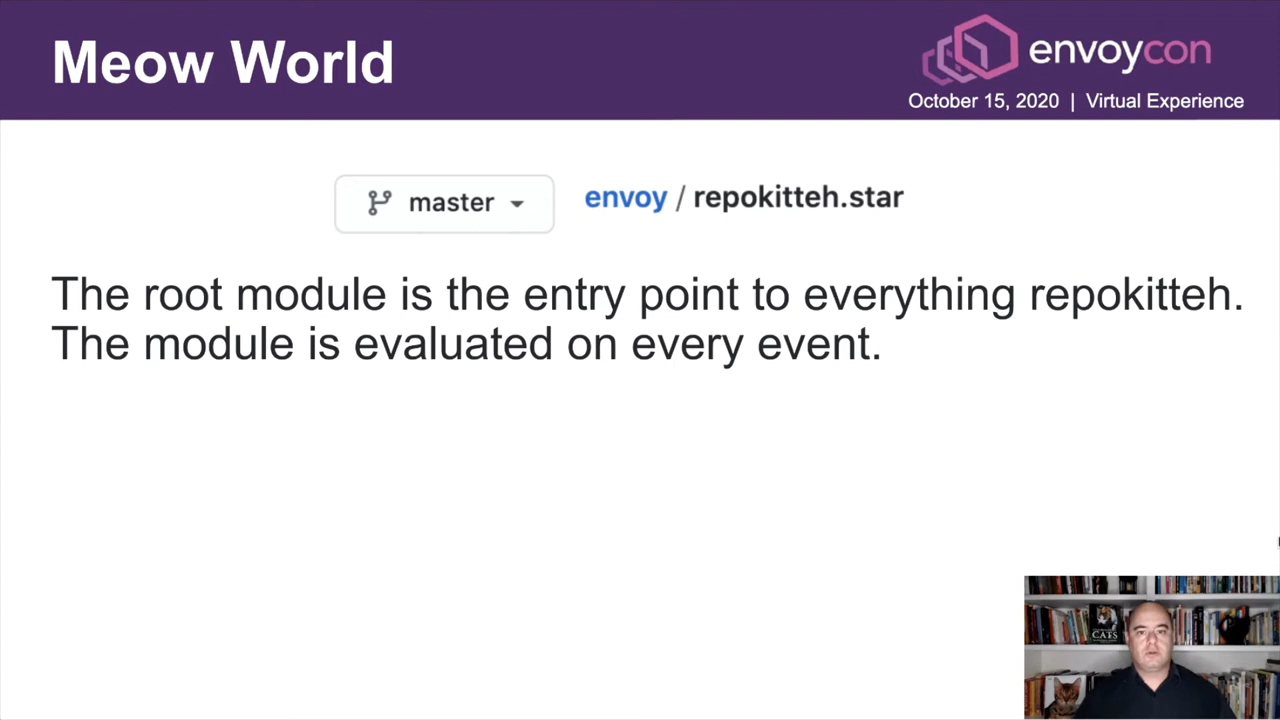 Meow World
envoycon
October 15, 2020 | Virtual Experience
master
envoy / repokitteh.star
The root module is the entry point to everything repokitteh.
The module is evaluated on every event.
CATS